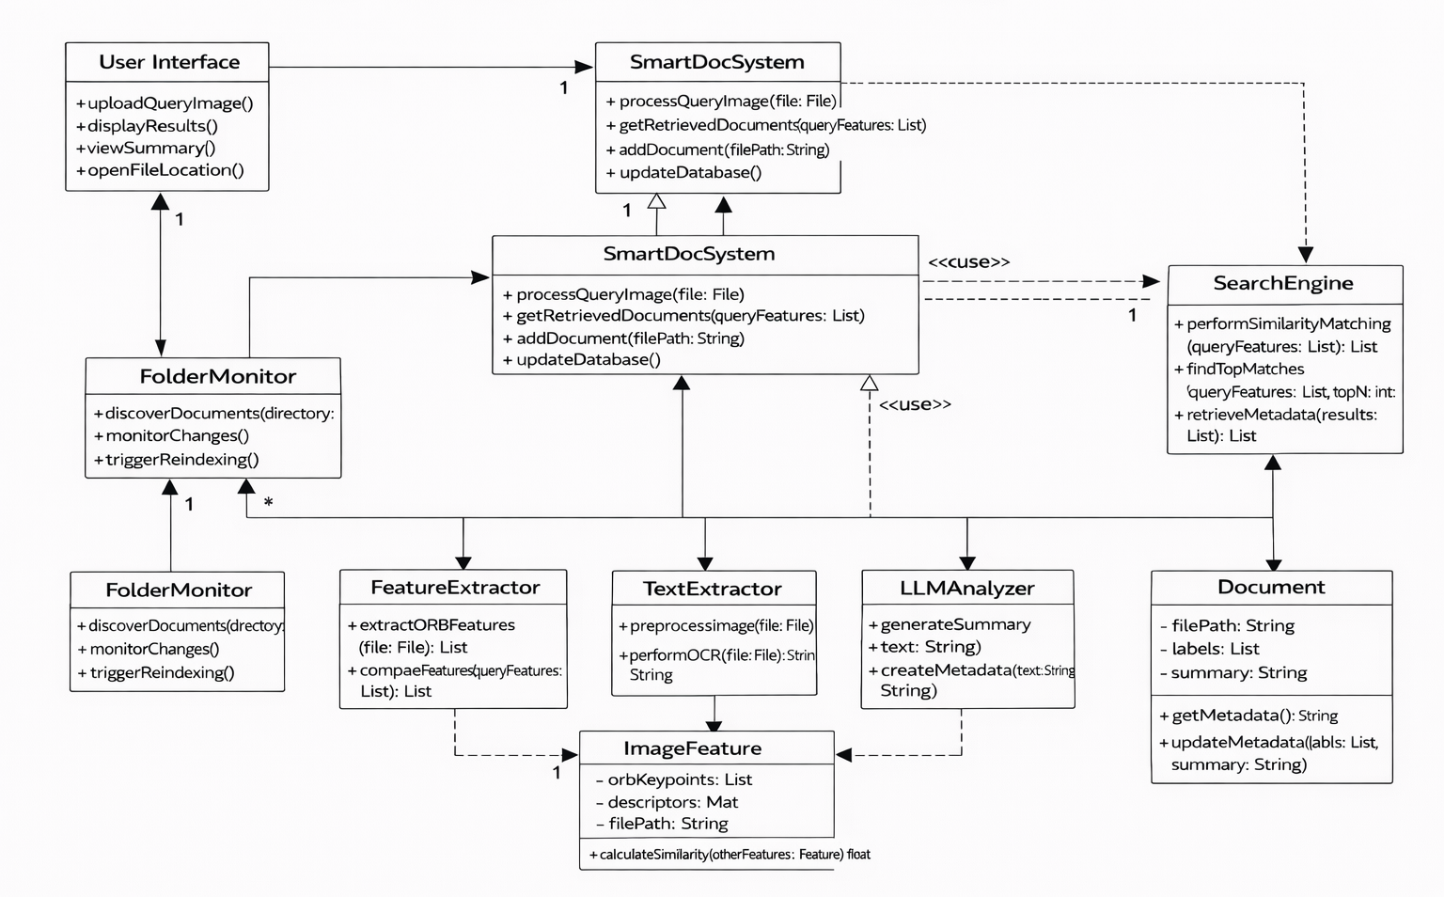 User Interface
+uploadQueryImage()
+displayResults()
+viewSummary()
+openFileLocation()
1
SmartDocSystem
+ processQueryImage(file: File)
+ getRetrievedDocuments(queryFeatures: List)
+ addDocument(filePath: String)
+ updateDatabase()
1
1
SmartDocSystem
+ processQueryImage(file: File)
+ getRetrievedDocuments(queryFeatures: List)
+ addDocument(filePath: String)
+ updateDatabase()
<<cuse>>
1
<<use>>
SearchEngine
+ performSimilarityMatching
(queryFeatures: List): List
+ findTopMatches
'queryFeatures: List, topN: int:
+ retrieveMetadata(results:
List): List
FolderMonitor
+ discoverDocuments(directory:
+ monitorChanges()
+ triggerReindexing()
1
*
FolderMonitor
+ discoverDocuments(drectory:
+ monitorChanges()
+ triggerReindexing()
FeatureExtractor
+ extractORBFeatures
(file: File): List
+ compaeFeatures(queryFeatures:
List): List
TextExtractor
+ preprocessimage(file: File)
+performOCR(file: File): Strin
String
LLMAnalyzer
+ generateSummary
+ text: String)
+ createMetadata(text:String
String)
Document
- filePath: String
- labels: List
- summary: String
+ getMetadata(): String
+ updateMetadata(labls: List,
summary: String)
1
ImageFeature
- orbKeypoints: List
- descriptors: Mat
- filePath: String
+ calculateSimilarity(otherFeatures: Feature) float